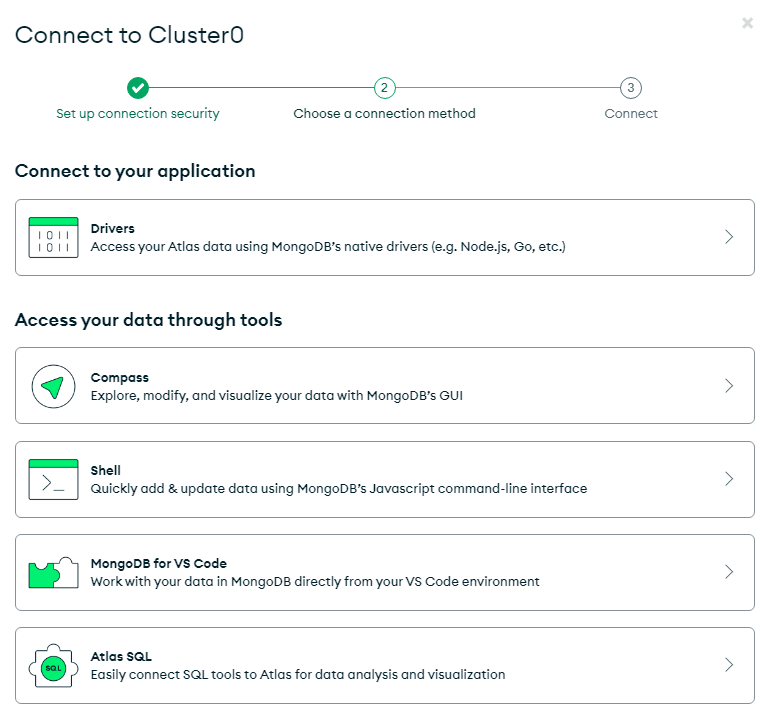 Connect to Cluster0
2
3
Set up connection security
Choose a connection method
Connect
Connect to your application
1011
1011
Drivers
Access your Atlas data using MongoDB's native drivers (e.g. Node.js, Go, etc.)
Access your data through tools
Compass
Explore, modify, and visualize your data with MongoDB's GUI
>_
Shell
Quickly add & update data using MongoDB's Javascript command-line interface
MongoDB for VS Code
Work with your data in MongoDB directly from your VS Code environment
SQL
Atlas SQL
Easily connect SQL tools to Atlas for data analysis and visualization